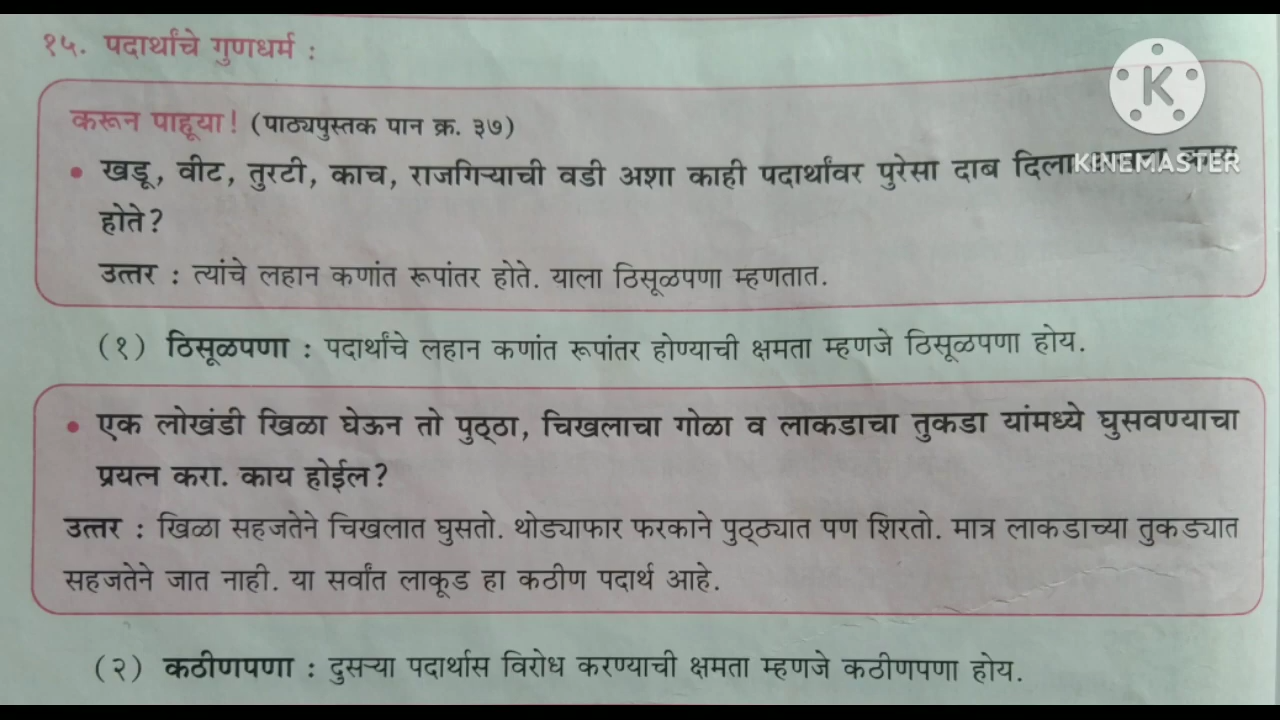 १५. पदार्थांचे गुणधर्म :
करून पाहूया! (पाठ्यपुस्तक पान क्र. ३७)
• खडू, वीट, तुरटी, काच, राजगिऱ्याची वडी अशा काही पदार्थांवर पुरेसा दाब दिला
KINEMASTER
होते?
उत्तर : त्यांचे लहान कणांत रूपांतर होते. याला ठिसूळपणा म्हणतात.
(१) ठिसूळपणा : पदार्थांचे लहान कणांत रूपांतर होण्याची क्षमता म्हणजे ठिसूळपणा होय.
• एक लोखंडी खिळा घेऊन तो पुठ्ठा, चिखलाचा गोळा व लाकडाचा तुकडा यांमध्ये घुसवण्याचा
प्रयत्न करा. काय होईल?
उत्तर : खिळा सहजतेने चिखलात घुसतो. थोड्याफार फरकाने पुठ्ठ्यात पण शिरतो. मात्र लाकडाच्या तुकड्यात
सहजतेने जात नाही. या सर्वांत लाकूड हा कठीण पदार्थ आहे.
(२) कठीणपणा : दुसऱ्या पदार्थास विरोध करण्याची क्षमता म्हणजे कठीणपणा होय.